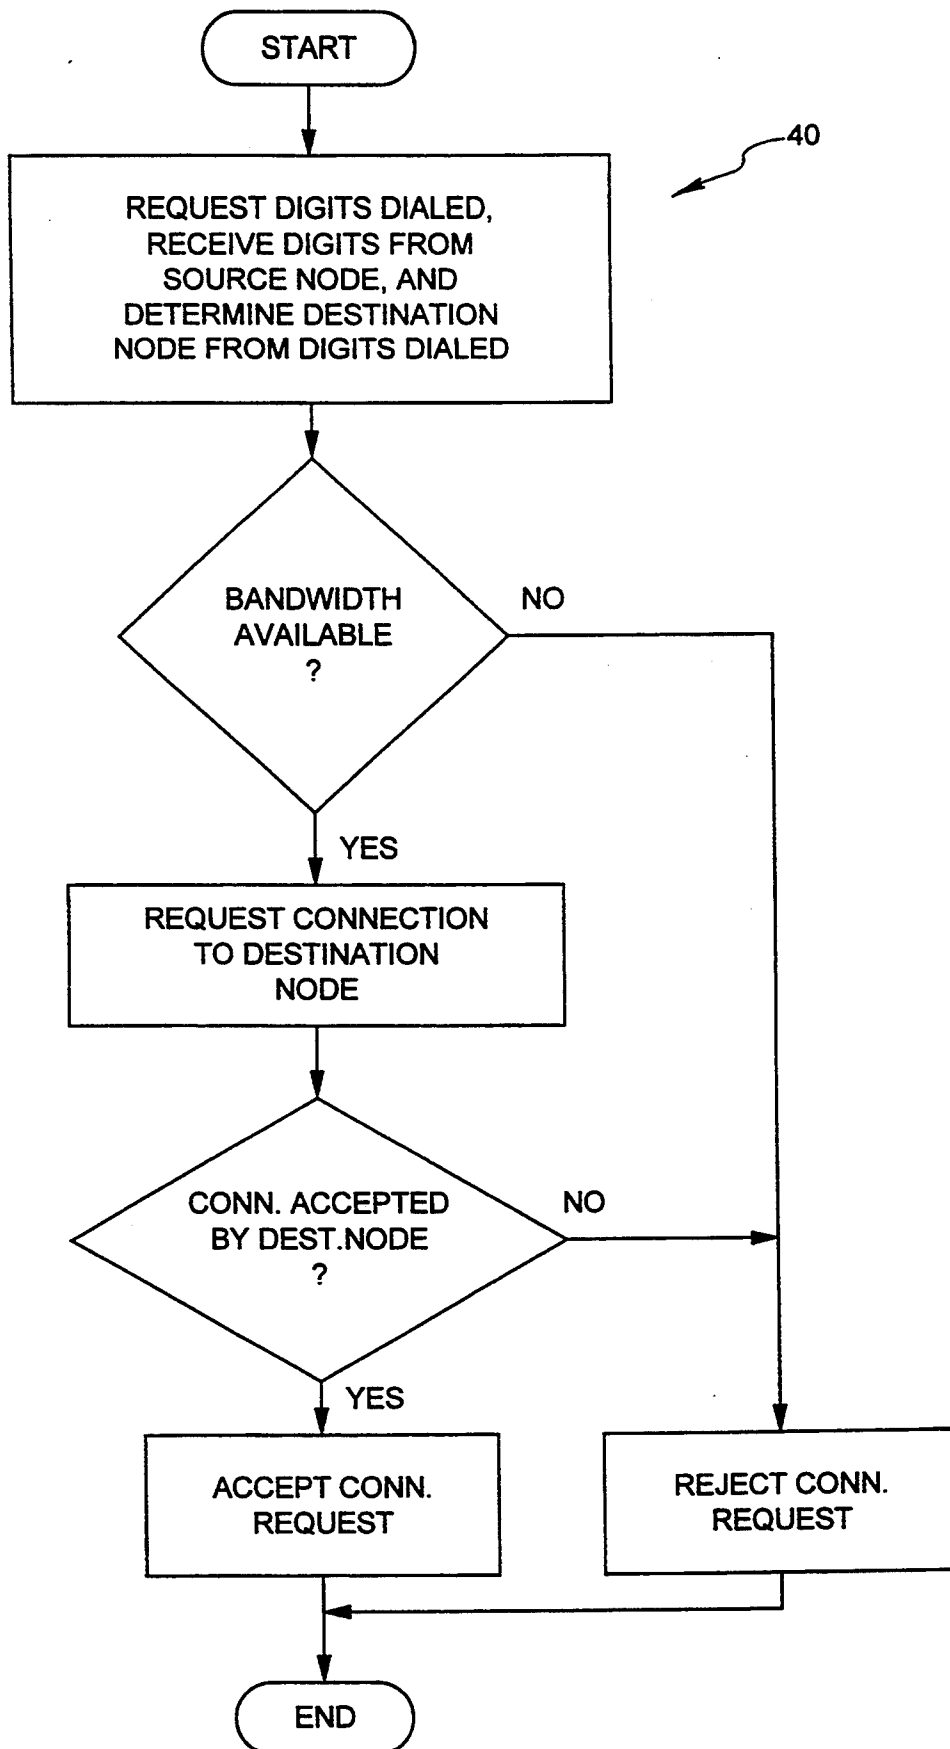 START
40
REQUEST DIGITS DIALED,
RECEIVE DIGITS FROM
SOURCE NODE, AND
DETERMINE DESTINATION
NODE FROM DIGITS DIALED
BANDWIDTH
AVAILABLE
?
NO
YES
REQUEST CONNECTION
TO DESTINATION
NODE
CONN. ACCEPTED
BY DEST.NODE
?
NO
YES
ACCEPT CONN.
REQUEST
REJECT CONN.
REQUEST
END